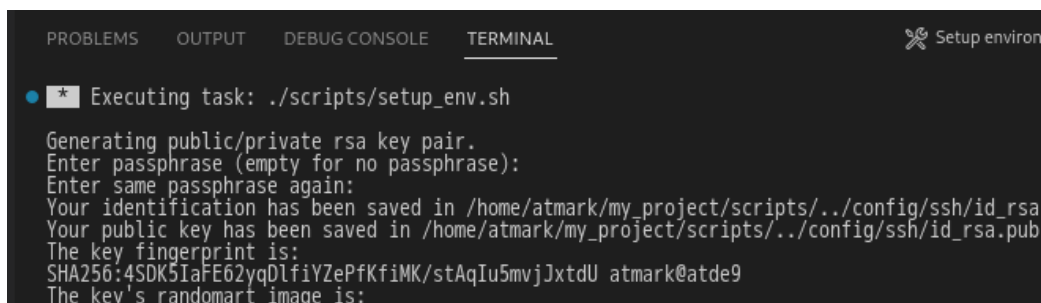 PROBLEMS OUTPUT DEBUG CONSOLE TERMINAL Setup environ
* Executing task: ./scripts/setup_env.sh
Generating public/private rsa key pair.
Enter passphrase (empty for no passphrase):
Enter same passphrase again:
Your identification has been saved in /home/atmark/my_project/scripts/../config/ssh/id_rsa
Your public key has been saved in /home/atmark/my_project/scripts/../config/ssh/id_rsa.pub
The key fingerprint is:
SHA256:4SDK5IaFE62yqDlfiYZePfKfiMK/stAqIu5mvjJxtdU atmark@atde9
The key's randomart image is: